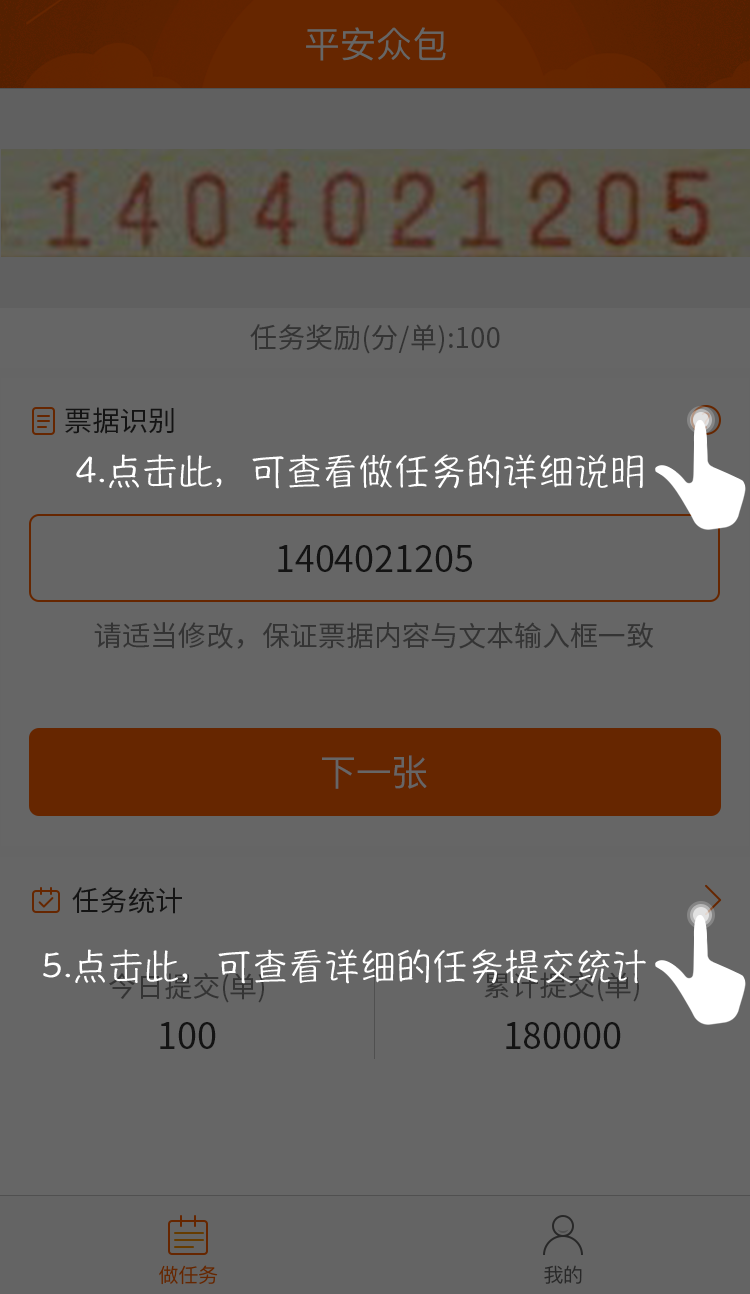 平安众包
1404021205
任务奖励(分/单):100
票据识别
4.点击此，可查看做任务的详细说明
1404021205
请适当修改，保证票据内容与文本输入框一致
下一张
任务统计
5.点击此，可查看详细的任务提交统计
今日提交(单) 累计提交(单)
100 180000
做任务 我的